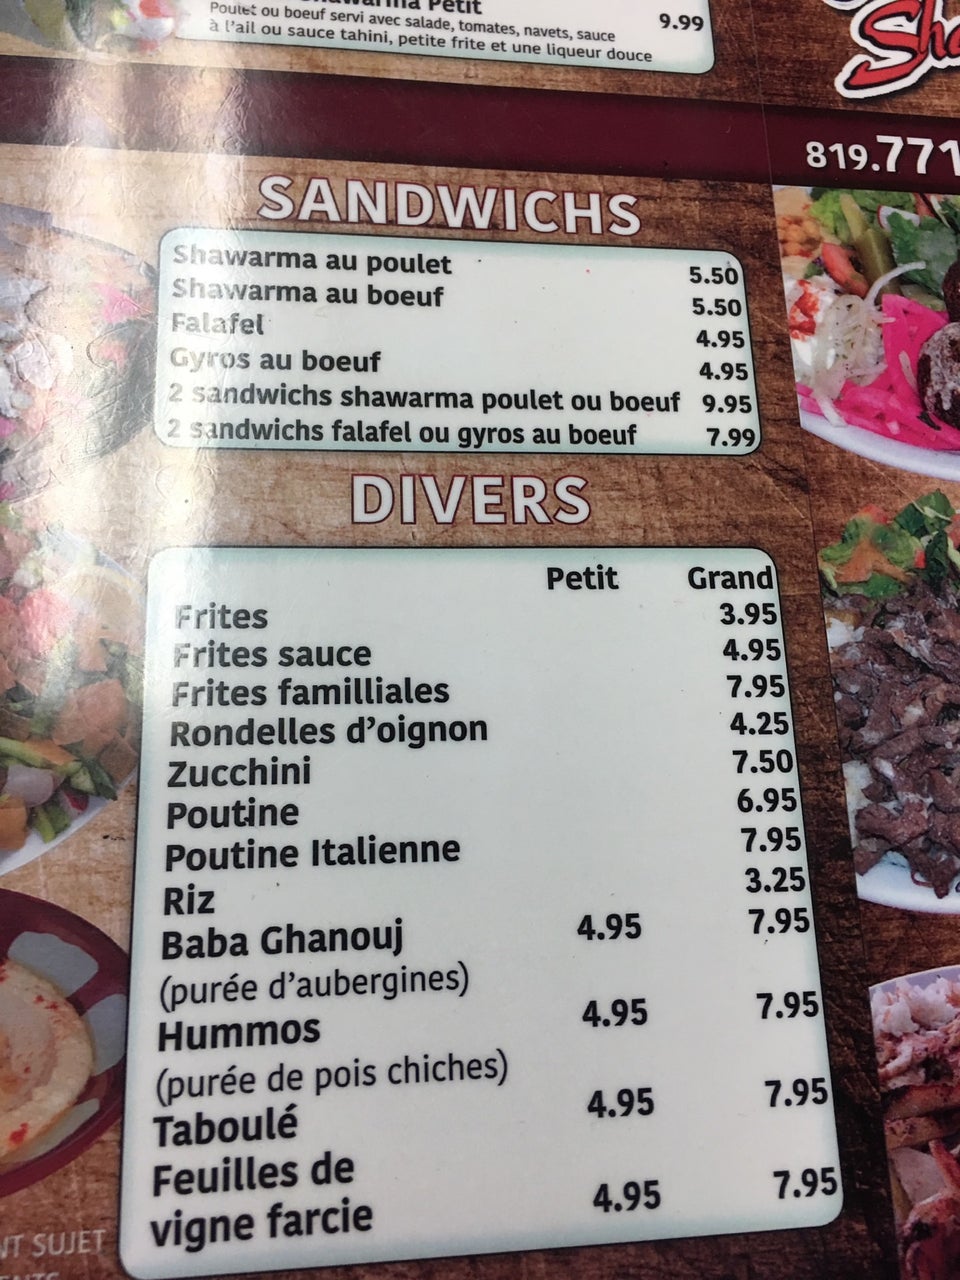 Petit
Poulet ou boeuf servi avec salade, tomates, navets, sauce 9.99
à l'ail ou sauce tahini, petite frite et une liqueur douce
819.771
SANDWICHS
Shawarma au poulet 5.50
Shawarma au boeuf 5.50
Falafel 4.95
Gyros au boeuf 4.95
2 sandwichs shawarma poulet ou boeuf 9.95
2 sandwichs falafel ou gyros au boeuf 7.99
DIVERS
Petit Grand
Frites 3.95
Frites sauce 4.95
Frites familliales 7.95
Rondelles d'oignon 4.25
Zucchini 7.50
Poutine 6.95
Poutine Italienne 7.95
Riz 3.25
Baba Ghanouj 4.95 7.95
(purée d'aubergines)
Hummos 4.95 7.95
(purée de pois chiches)
Taboulé 4.95 7.95
Feuilles de
vigne farcie 4.95 7.95
NT SUJET